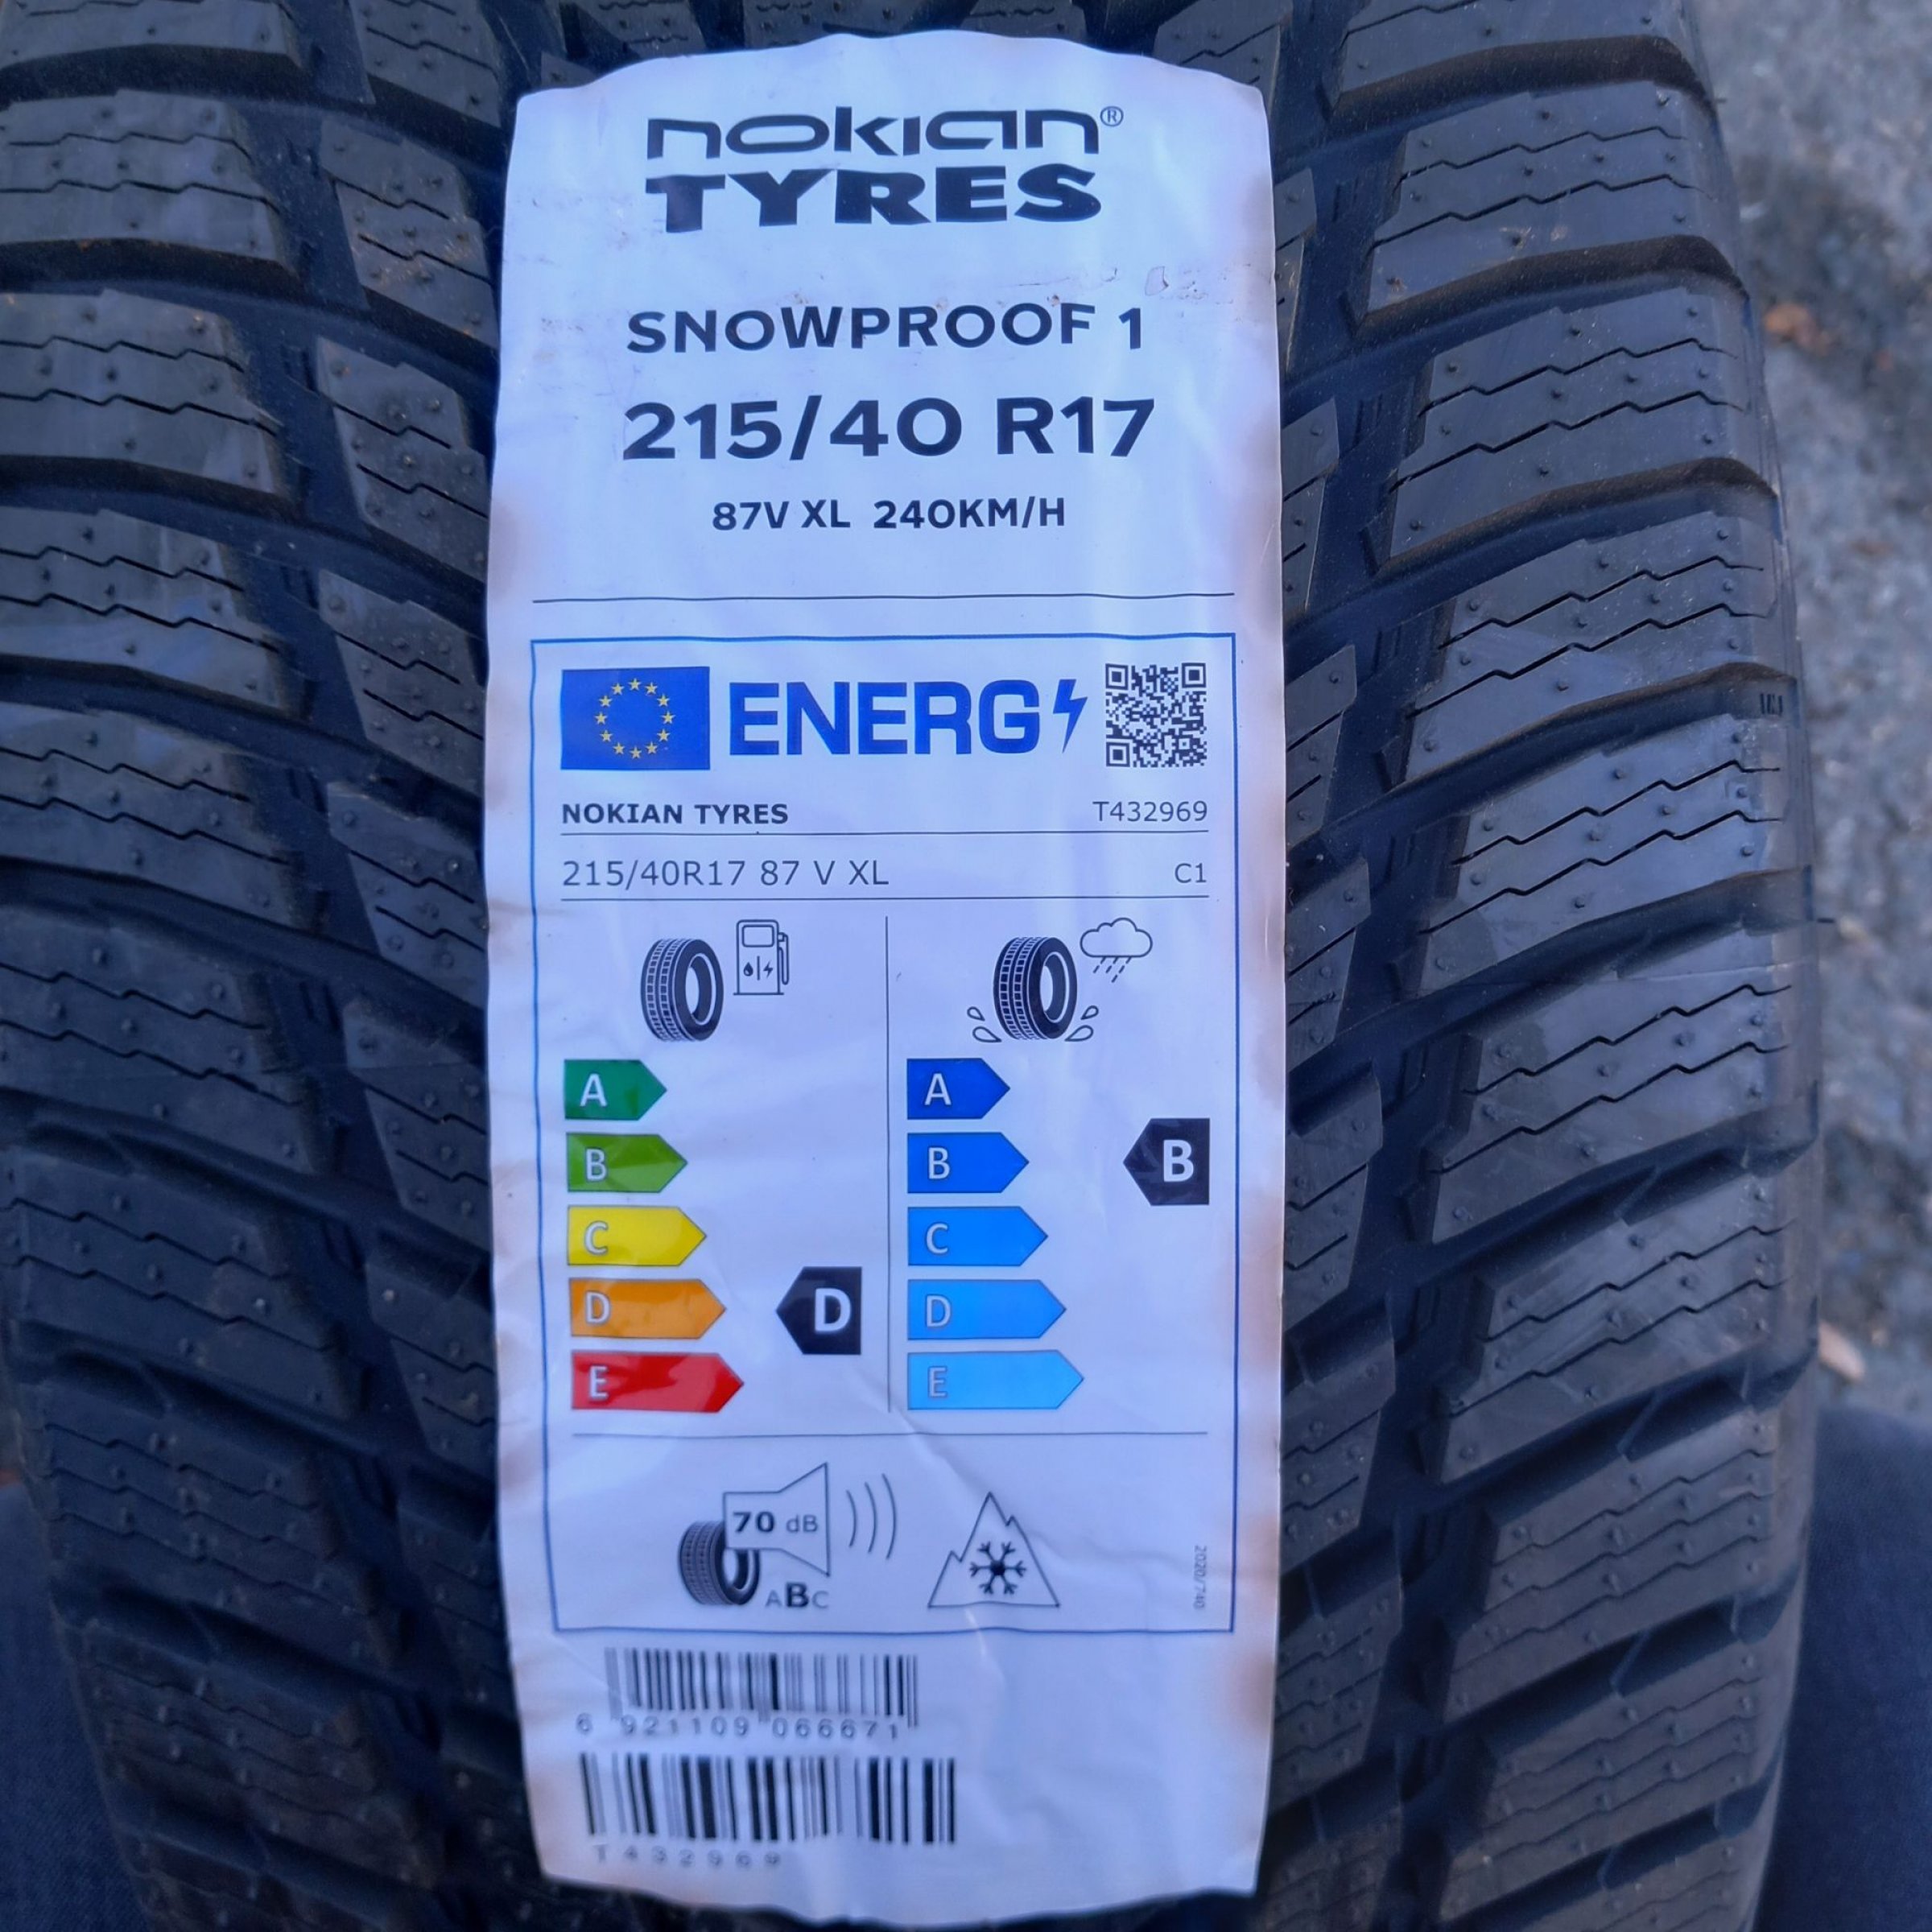 nokian®
TYRES
SNOWPROOF 1
215/40 R17
87V XL 240KM/H
ENERG
NOKIAN TYRES T432969
215/40R17 87 V XL C1
A A
B B B
C C
D D D
E E
70 dB
ABC
2020/740
6 921109 066671
T432969